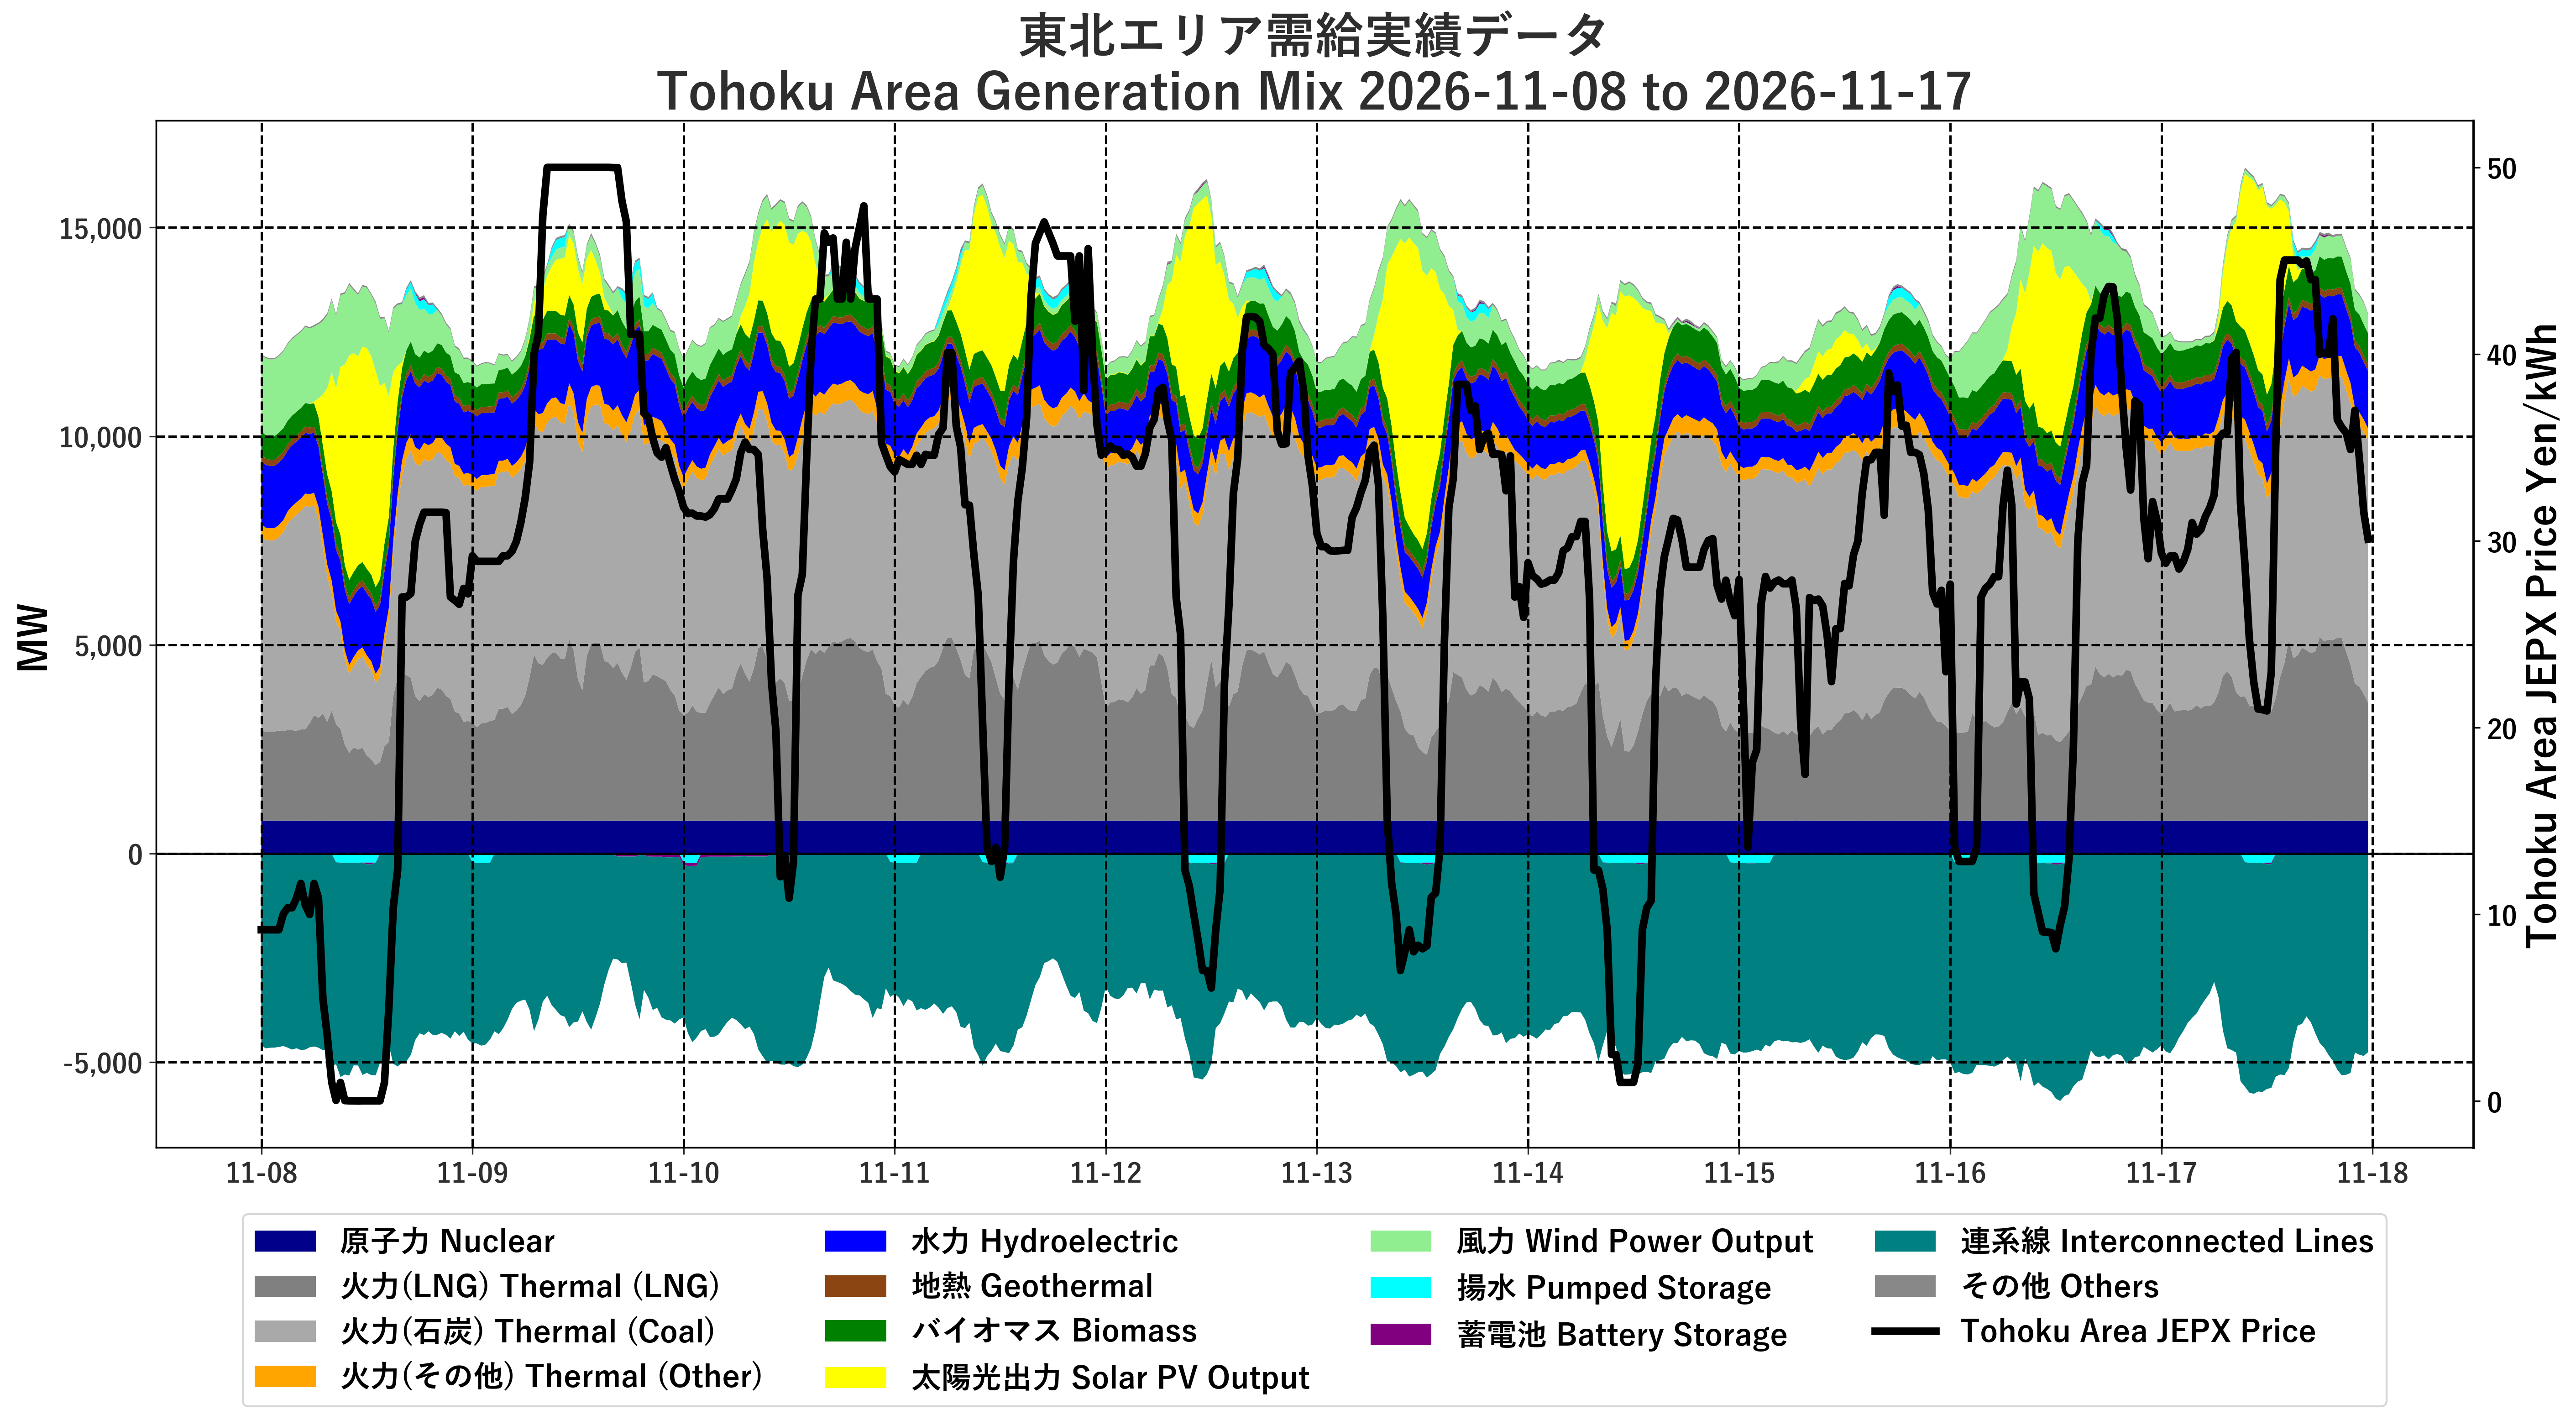 東北エリア需給実績データ
Tohoku Area Generation Mix 2026-11-08 to 2026-11-17
MW
15,000
10,000
5,000
0
-5,000
50
40
30
20
10
0
Tohoku Area JEPX Price Yen/kWh
11-08 11-09 11-10 11-11 11-12 11-13 11-14 11-15 11-16 11-17 11-18
原子力 Nuclear
火力(LNG) Thermal (LNG)
火力(石炭) Thermal (Coal)
火力(その他) Thermal (Other)
水力 Hydroelectric
地熱 Geothermal
バイオマス Biomass
太陽光出力 Solar PV Output
風力 Wind Power Output
揚水 Pumped Storage
蓄電池 Battery Storage
連系線 Interconnected Lines
その他 Others
Tohoku Area JEPX Price